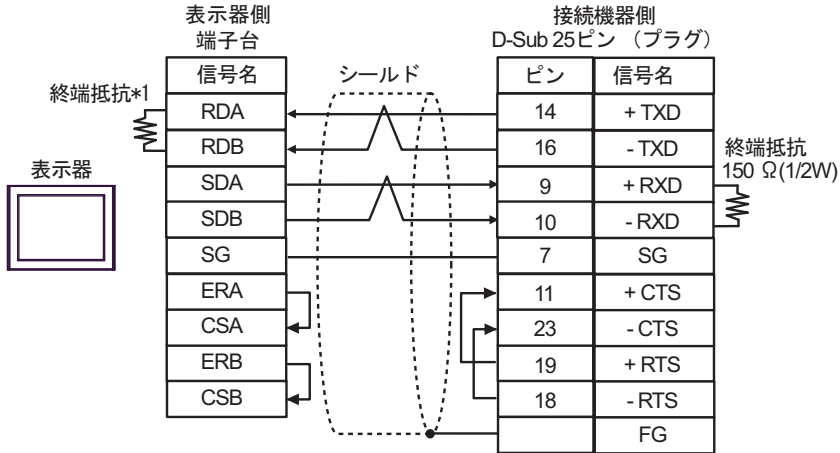 表示器側
端子台
接続機器側
D-Sub 25ピン （プラグ）
信号名
シールド
ピン
信号名
終端抵抗*1
RDA
14
+ TXD
RDB
16
- TXD
終端抵抗
150 Ω(1/2W)
表示器
SDA
9
+ RXD
SDB
10
- RXD
SG
7
SG
ERA
11
+ CTS
CSA
23
- CTS
ERB
19
+ RTS
CSB
18
- RTS
FG